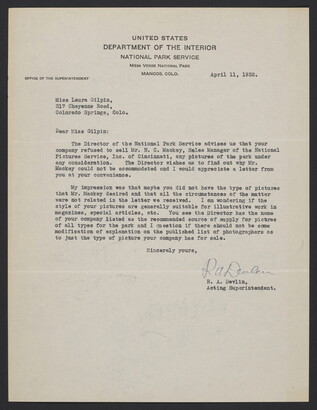 UNITED STATES
DEPARTMENT OF THE INTERIOR
NATIONAL PARK SERVICE
MESA VERDE NATIONAL PARK
MANCOS, COLO.
OFFICE OF THE SUPERINTENDENT
April 11, 1932.
Miss Laura Gilpin,
317 Cheyenne Road,
Colorado Springs, Colo.
Dear Miss Gilpin:
The Director of the National Park Service advises us that your
company refused to sell Mr. N. C. Mackey, Sales Manager of the National
Pictures Service, Inc. of Cincinnati, any pictures of the park under
any consideration. The Director wishes us to find out why Mr.
Mackey could not be accommodated and I would appreciate a letter from
you at your convenience.
My impression was that maybe you did not have the type of pictures
that Mr. Mackey desired and that all the circumstances of the matter
were not related in the letter we received. I am wondering if the
style of your pictures are generally suitable for illustrative work in
magazines, special articles, etc. You see the Director has the name
of your company listed as the recommended source of supply for pictures
of all types for the park and I question if there should not be some
modification of explanation on the published list of photographers as
to just the type of picture your company has for sale.
Sincerely yours,
R A Devlin
R. A. Devlin,
Acting Superintendent.